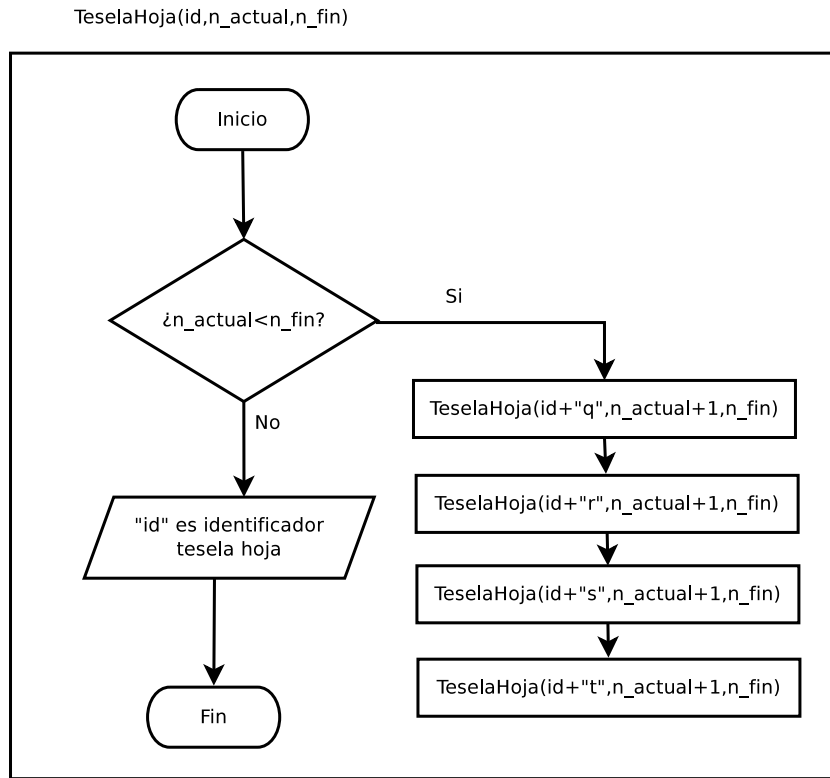 TeselaHoja(id,n_actual,n_fin)
Inicio
¿n_actual<n_fin?
Si
No
TeselaHoja(id+"q",n_actual+1,n_fin)
TeselaHoja(id+"r",n_actual+1,n_fin)
TeselaHoja(id+"s",n_actual+1,n_fin)
TeselaHoja(id+"t",n_actual+1,n_fin)
"id" es identificador
tesela hoja
Fin